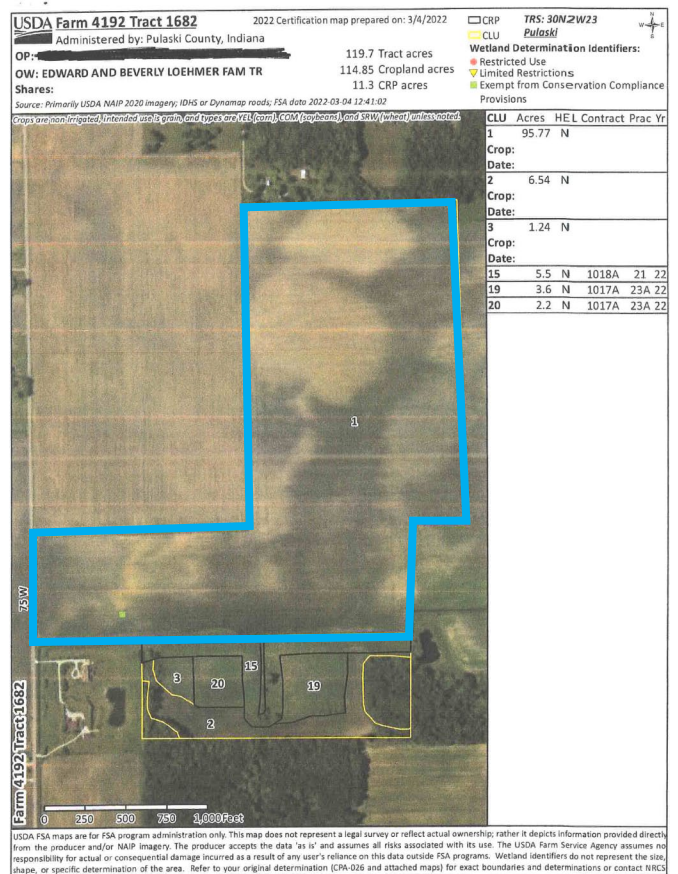 USDA Farm 4192 Tract 1682
2022 Certification map prepared on: 3/4/2022
Administered by: Pulaski County, Indiana
OP:
OW: EDWARD AND BEVERLY LOEHMER FAM TR
Shares:
119.7 Tract acres
114.85 Cropland acres
11.3 CRP acres
Source: Primarily USDA NAIP 2020 imagery; IDHS or Dynamap roads; FSA data 2022-03-04 12:41:02
CRP
CLU
TRS: 30N2W23
Pulaski
N
W E
S
Wetland Determination Identifiers:
Restricted Use
Limited Restrictions
Exempt from Conservation Compliance
Provisions
Crops are non-irrigated, intended use is grain, and types are YEL (corn), COM (soybeans), and SRW (wheat) unless noted.
CLU Acres HEL Contract Prac Yr
1 95.77 N
Crop:
Date:
2 6.54 N
Crop:
Date:
3 1.24 N
Crop:
Date:
15 5.5 N 1018A 21 22
19 3.6 N 1017A 23A 22
20 2.2 N 1017A 23A 22
1
75 W
15
3
20
19
2
Farm 4192 Tract 1682
0 250 500 750 1,000 Feet
USDA FSA maps are for FSA program administration only. This map does not represent a legal survey or reflect actual ownership; rather it depicts information provided directly
from the producer and/or NAIP imagery. The producer accepts the data 'as is' and assumes all risks associated with its use. The USDA Farm Service Agency assumes no
responsibility for actual or consequential damage incurred as a result of any user's reliance on this data outside FSA programs. Wetland identifiers do not represent the size,
shape, or specific determination of the area. Refer to your original determination (CPA-026 and attached maps) for exact boundaries and determinations or contact NRCS